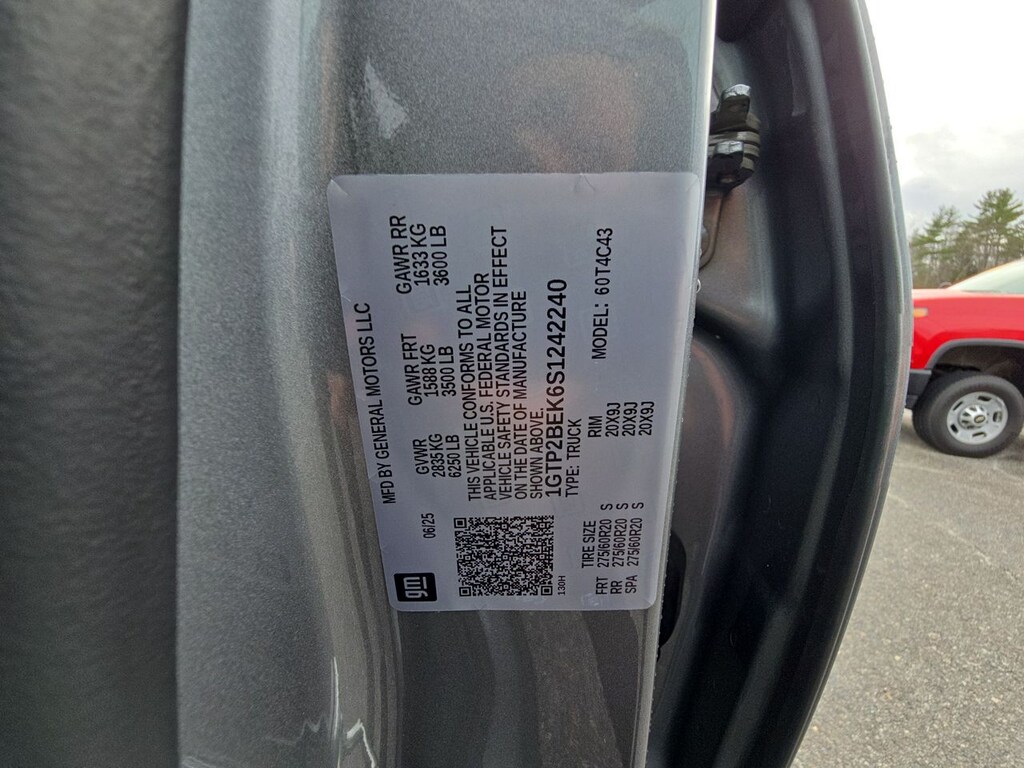 MFD BY GENERAL MOTORS LLC
gm
06/25
GVWR GAWR FRT GAWR RR
2835KG 1588 KG 1633 KG
6250 LB 3500 LB 3600 LB
THIS VEHICLE CONFORMS TO ALL
APPLICABLE U.S. FEDERAL MOTOR
VEHICLE SAFETY STANDARDS IN EFFECT
ON THE DATE OF MANUFACTURE
SHOWN ABOVE.
1GTP2BEK6S1242240
TYPE: TRUCK
130H
MODEL: 60T4C43
TIRE SIZE RIM
FRT 275/60R20 S 20X9J
RR 275/60R20 S 20X9J
SPA 275/60R20 S 20X9J